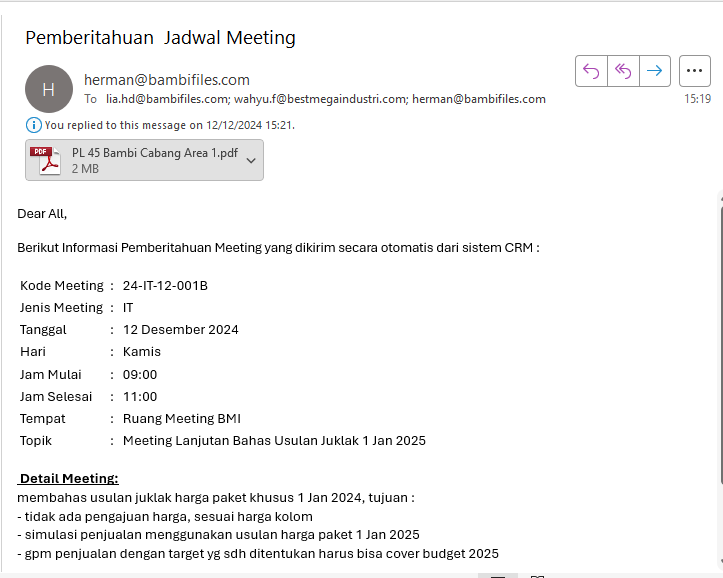 Pemberitahuan  Jadwal Meeting
H
herman@bambifiles.com
To lia.hd@bambifiles.com; wahyu.f@bestmegaindustri.com; herman@bambifiles.com
15:19
You replied to this message on 12/12/2024 15:21.
PDF
PL 45 Bambi Cabang Area 1.pdf
2 MB
Dear All,
Berikut Informasi Pemberitahuan Meeting yang dikirim secara otomatis dari sistem CRM :
Kode Meeting : 24-IT-12-001B
Jenis Meeting : IT
Tanggal : 12 Desember 2024
Hari : Kamis
Jam Mulai : 09:00
Jam Selesai : 11:00
Tempat : Ruang Meeting BMI
Topik : Meeting Lanjutan Bahas Usulan Juklak 1 Jan 2025
Detail Meeting:
membahas usulan juklak harga paket khusus 1 Jan 2024, tujuan :
- tidak ada pengajuan harga, sesuai harga kolom
- simulasi penjualan menggunakan usulan harga paket 1 Jan 2025
- gpm penjualan dengan target yg sdh ditentukan harus bisa cover budget 2025